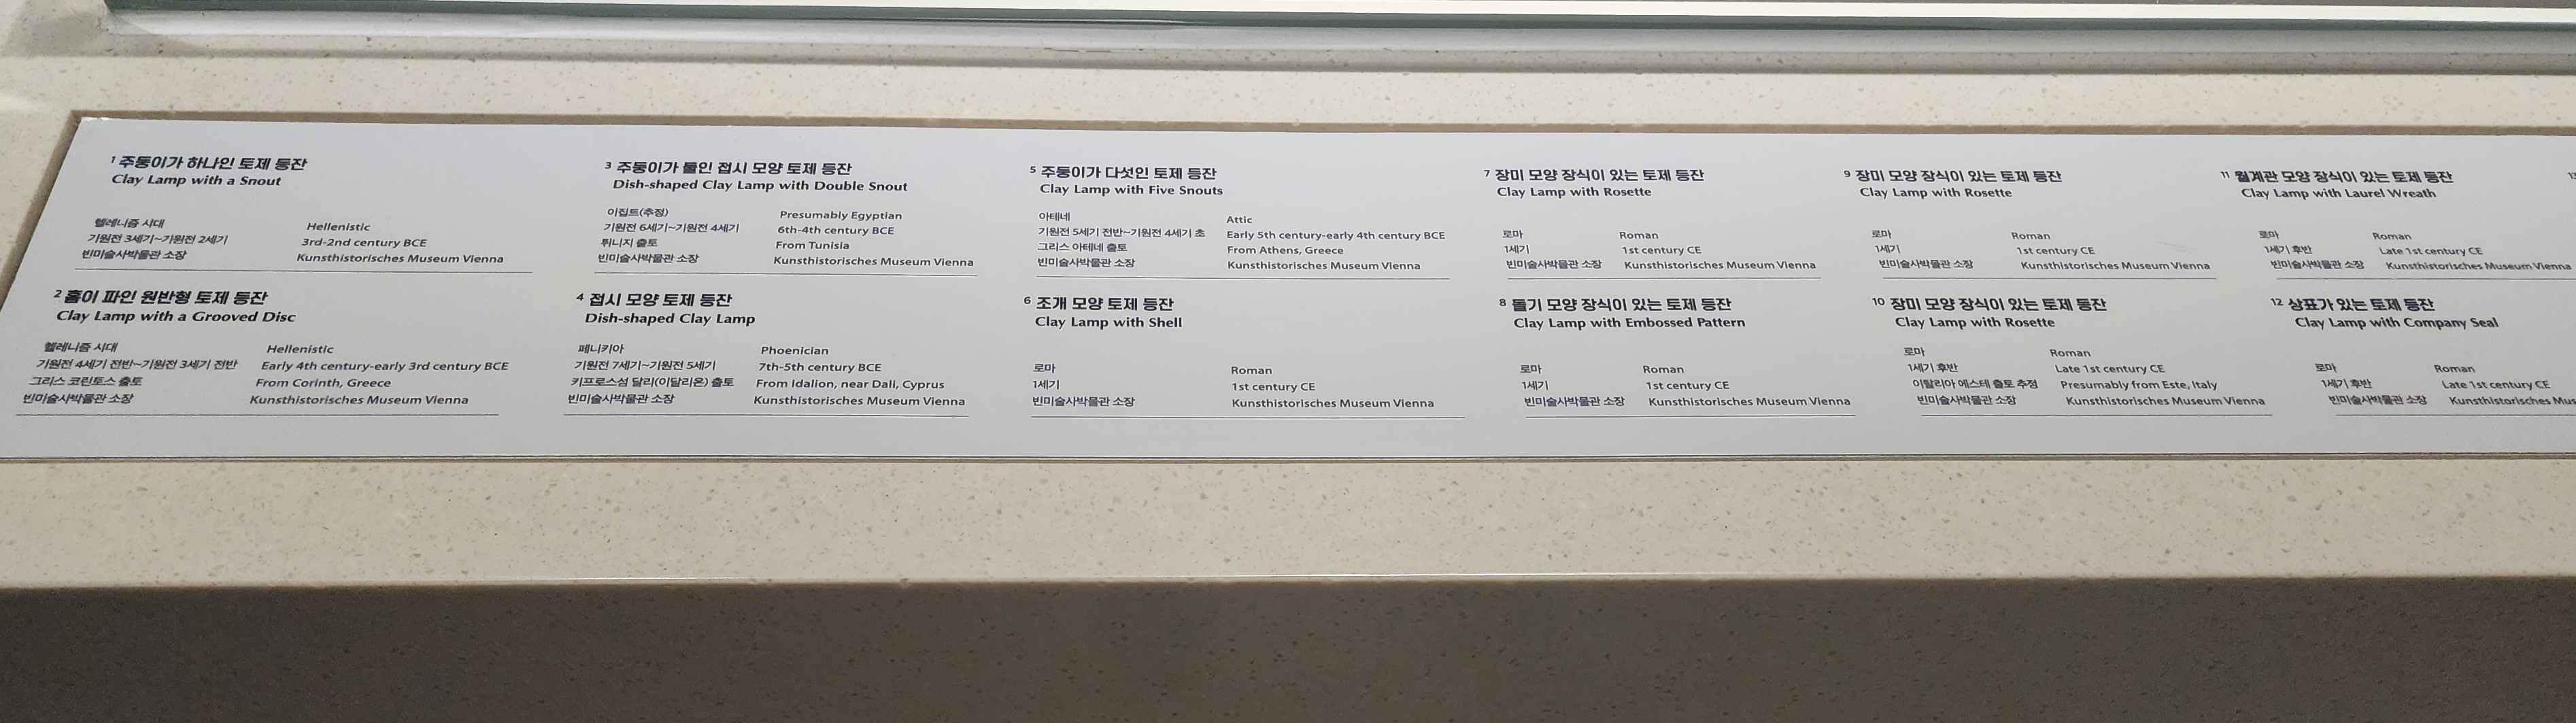 1 주둥이가 하나인 토제 등잔
Clay Lamp with a Snout
헬레니즘 시대 Hellenistic
기원전 3세기~기원전 2세기 3rd-2nd century BCE
빈미술사박물관 소장 Kunsthistorisches Museum Vienna
2 홈이 파인 원반형 토제 등잔
Clay Lamp with a Grooved Disc
헬레니즘 시대 Hellenistic
기원전 4세기 전반~기원전 3세기 전반 Early 4th century-early 3rd century BCE
그리스 코린토스 출토 From Corinth, Greece
빈미술사박물관 소장 Kunsthistorisches Museum Vienna
3 주둥이가 둘인 접시 모양 토제 등잔
Dish-shaped Clay Lamp with Double Snout
이집트(추정) Presumably Egyptian
기원전 6세기~기원전 4세기 6th-4th century BCE
튀니지 출토 From Tunisia
빈미술사박물관 소장 Kunsthistorisches Museum Vienna
4 접시 모양 토제 등잔
Dish-shaped Clay Lamp
페니키아 Phoenician
기원전 7세기~기원전 5세기 7th-5th century BCE
키프로스섬 달리(이달리온) 출토 From Idalion, near Dali, Cyprus
빈미술사박물관 소장 Kunsthistorisches Museum Vienna
5 주둥이가 다섯인 토제 등잔
Clay Lamp with Five Snouts
아테네 Attic
기원전 5세기 전반~기원전 4세기 초 Early 5th century-early 4th century BCE
그리스 아테네 출토 From Athens, Greece
빈미술사박물관 소장 Kunsthistorisches Museum Vienna
6 조개 모양 토제 등잔
Clay Lamp with Shell
로마 Roman
1세기 1st century CE
빈미술사박물관 소장 Kunsthistorisches Museum Vienna
7 장미 모양 장식이 있는 토제 등잔
Clay Lamp with Rosette
로마 Roman
1세기 1st century CE
빈미술사박물관 소장 Kunsthistorisches Museum Vienna
8 돌기 모양 장식이 있는 토제 등잔
Clay Lamp with Embossed Pattern
로마 Roman
1세기 1st century CE
빈미술사박물관 소장 Kunsthistorisches Museum Vienna
9 장미 모양 장식이 있는 토제 등잔
Clay Lamp with Rosette
로마 Roman
1세기 1st century CE
빈미술사박물관 소장 Kunsthistorisches Museum Vienna
10 장미 모양 장식이 있는 토제 등잔
Clay Lamp with Rosette
로마 Roman
1세기 후반 Late 1st century CE
이탈리아 에스테 출토 추정 Presumably from Este, Italy
빈미술사박물관 소장 Kunsthistorisches Museum Vienna
11 월계관 모양 장식이 있는 토제 등잔
Clay Lamp with Laurel Wreath
로마 Roman
1세기 후반 Late 1st century CE
빈미술사박물관 소장 Kunsthistorisches Museum Vienna
12 상표가 있는 토제 등잔
Clay Lamp with Company Seal
로마 Roman
1세기 후반 Late 1st century CE
빈미술사박물관 소장 Kunsthistorisches Mus